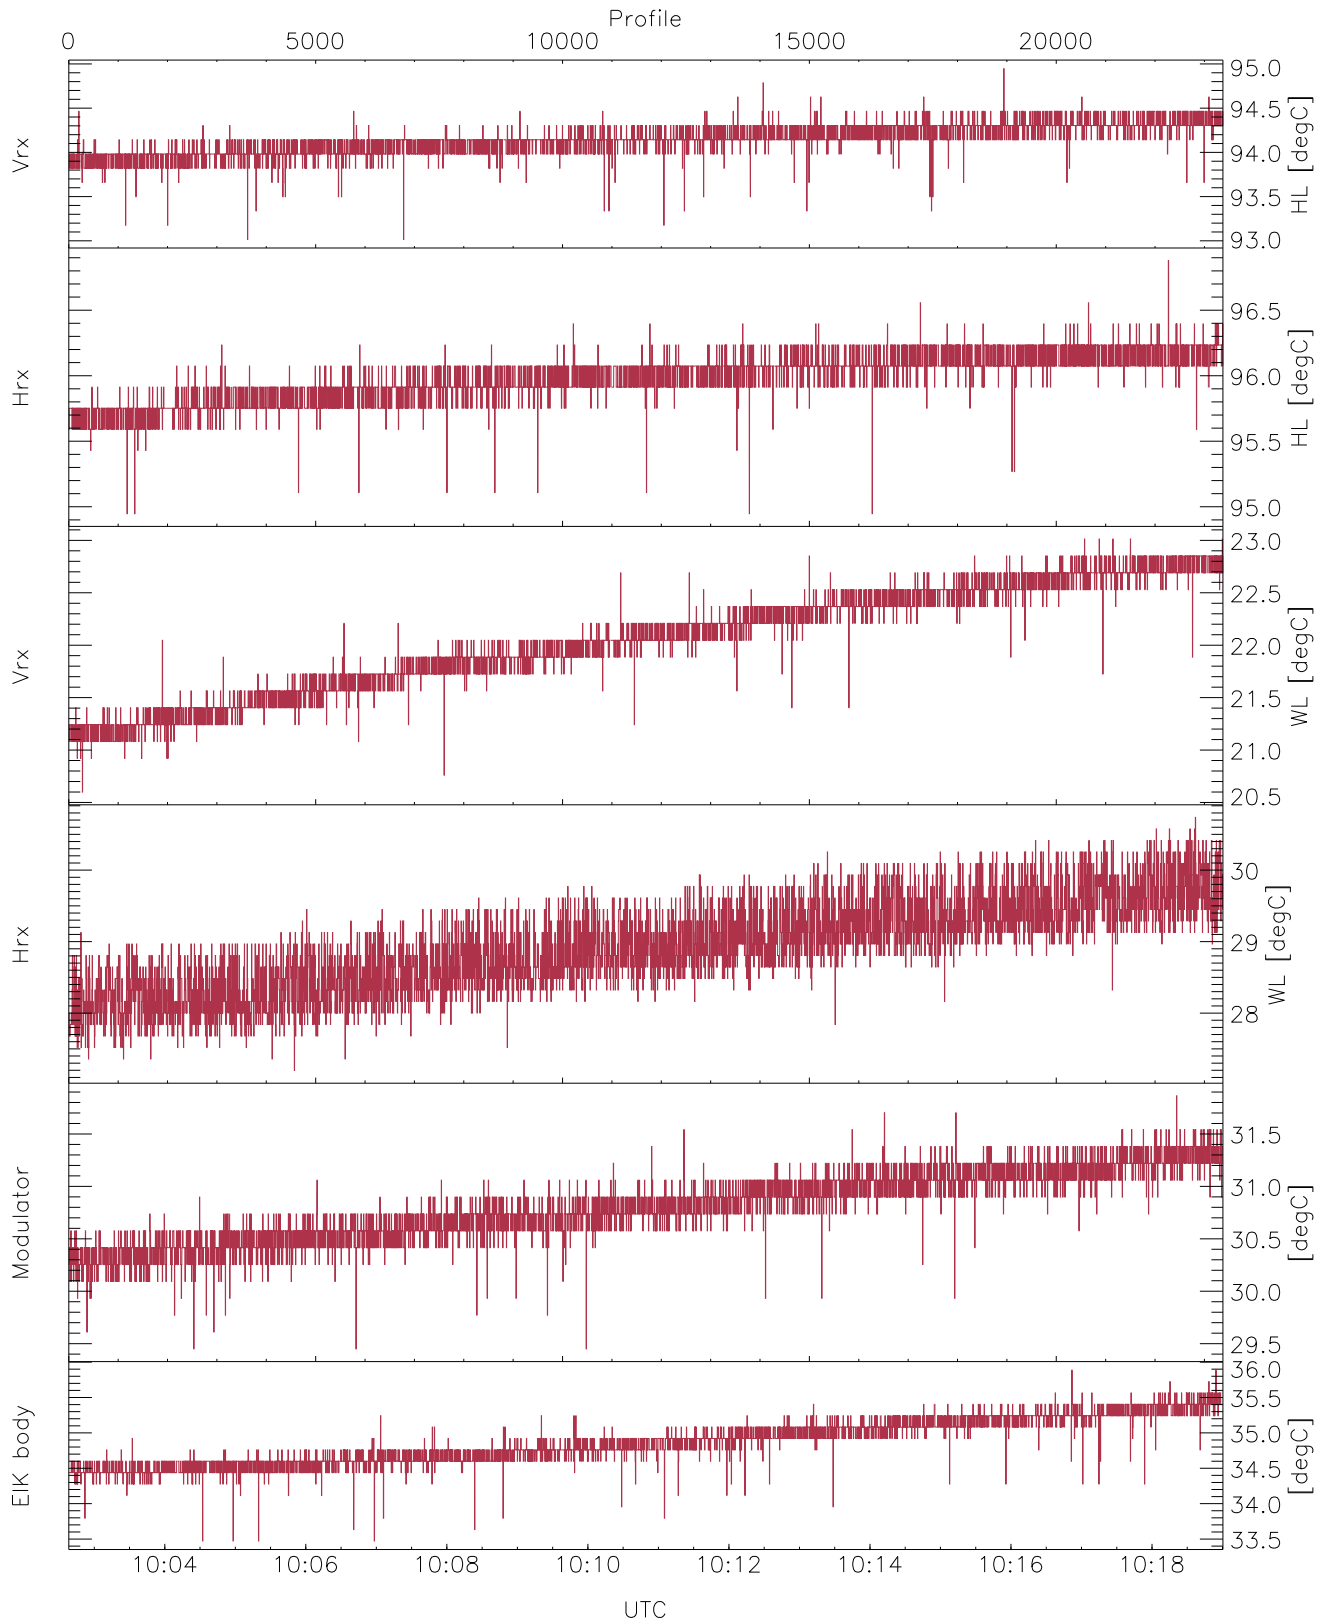 Profile
0 5000 10000 15000 20000
Vrx
95.0
94.5
94.0
93.5
93.0
HL [degC]
Hrx
96.5
96.0
95.5
95.0
HL [degC]
Vrx
23.0
22.5
22.0
21.5
21.0
20.5
WL [degC]
Hrx
30
29
28
WL [degC]
Modulator
31.5
31.0
30.5
30.0
29.5
[degC]
EIK body
36.0
35.5
35.0
34.5
34.0
33.5
[degC]
10:04 10:06 10:08 10:10 10:12 10:14 10:16 10:18
UTC